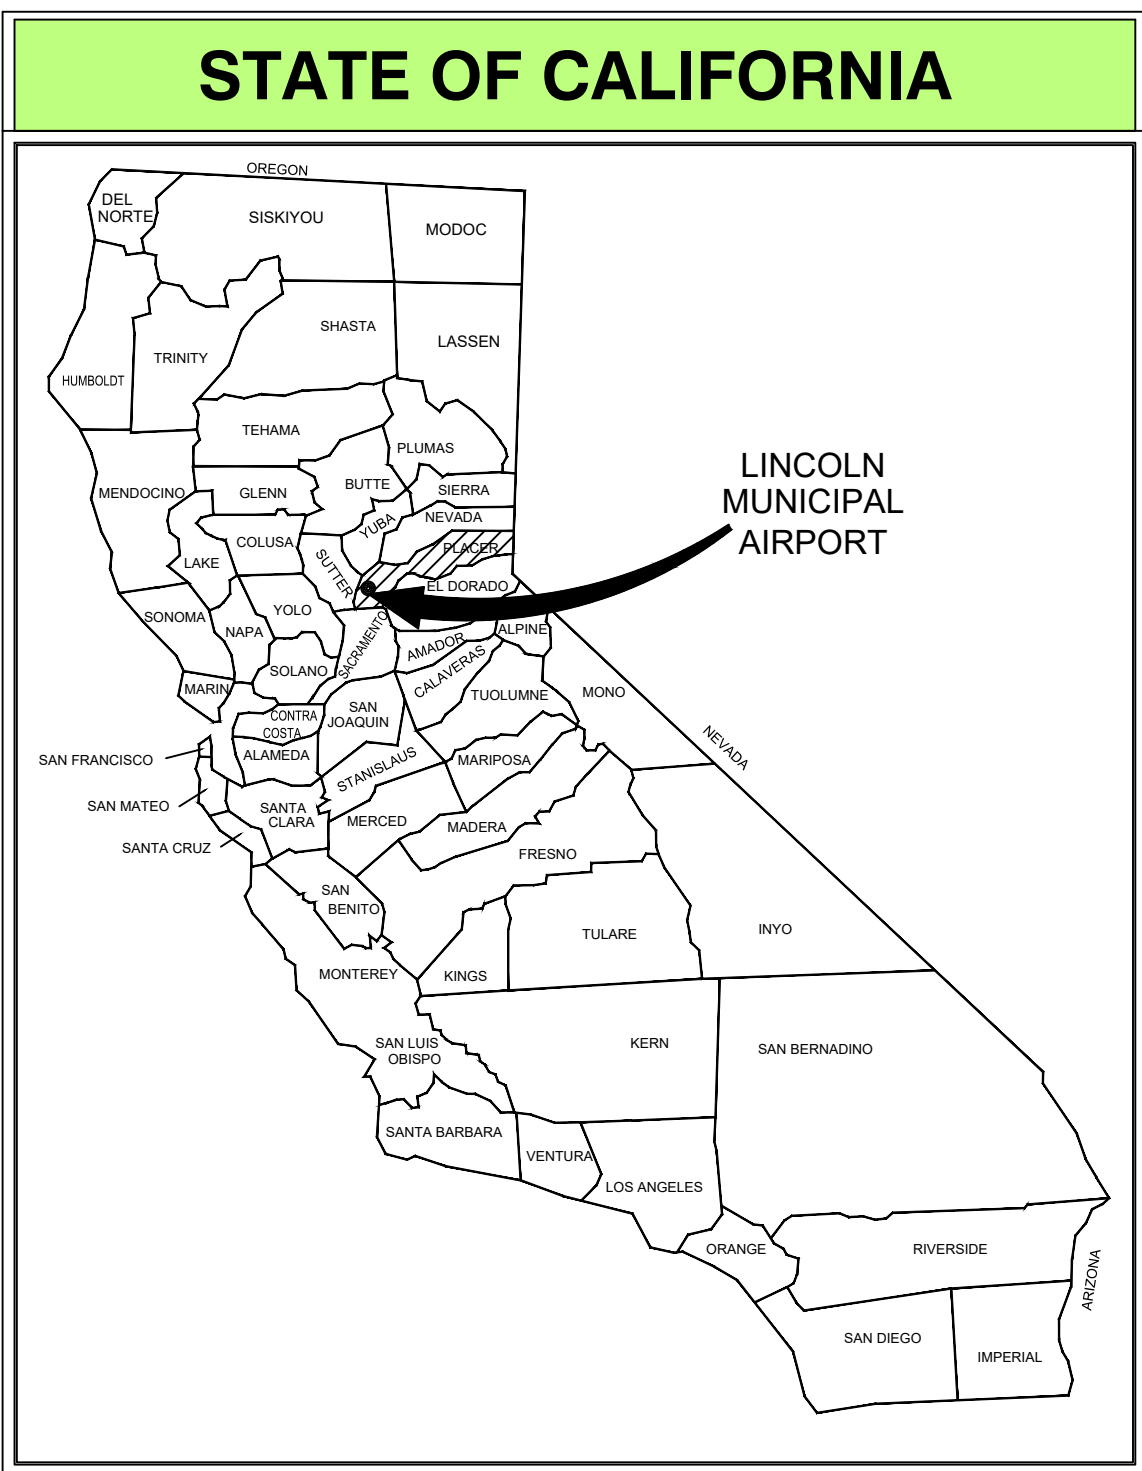 STATE OF CALIFORNIA
OREGON
DEL
NORTE
SISKIYOU
MODOC
SHASTA
LASSEN
TRINITY
HUMBOLDT
TEHAMA
PLUMAS
LINCOLN
MUNICIPAL
AIRPORT
MENDOCINO
GLENN
BUTTE
SIERRA
YUBA
NEVADA
COLUSA
PLACER
LAKE
SUTTER
EL DORADO
SONOMA
YOLO
NAPA
SACRAMENTO
ALPINE
AMADOR
SOLANO
CALAVERAS
MARIN
TUOLUMNE
MONO
CONTRA
COSTA
SAN
JOAQUIN
NEVADA
SAN FRANCISCO
ALAMEDA
STANISLAUS
MARIPOSA
SAN MATEO
SANTA
CLARA
MERCED
MADERA
SANTA CRUZ
FRESNO
SAN
BENITO
TULARE
INYO
MONTEREY
KINGS
SAN LUIS
OBISPO
KERN
SAN BERNADINO
SANTA BARBARA
VENTURA
LOS ANGELES
ORANGE
RIVERSIDE
ARIZONA
SAN DIEGO
IMPERIAL